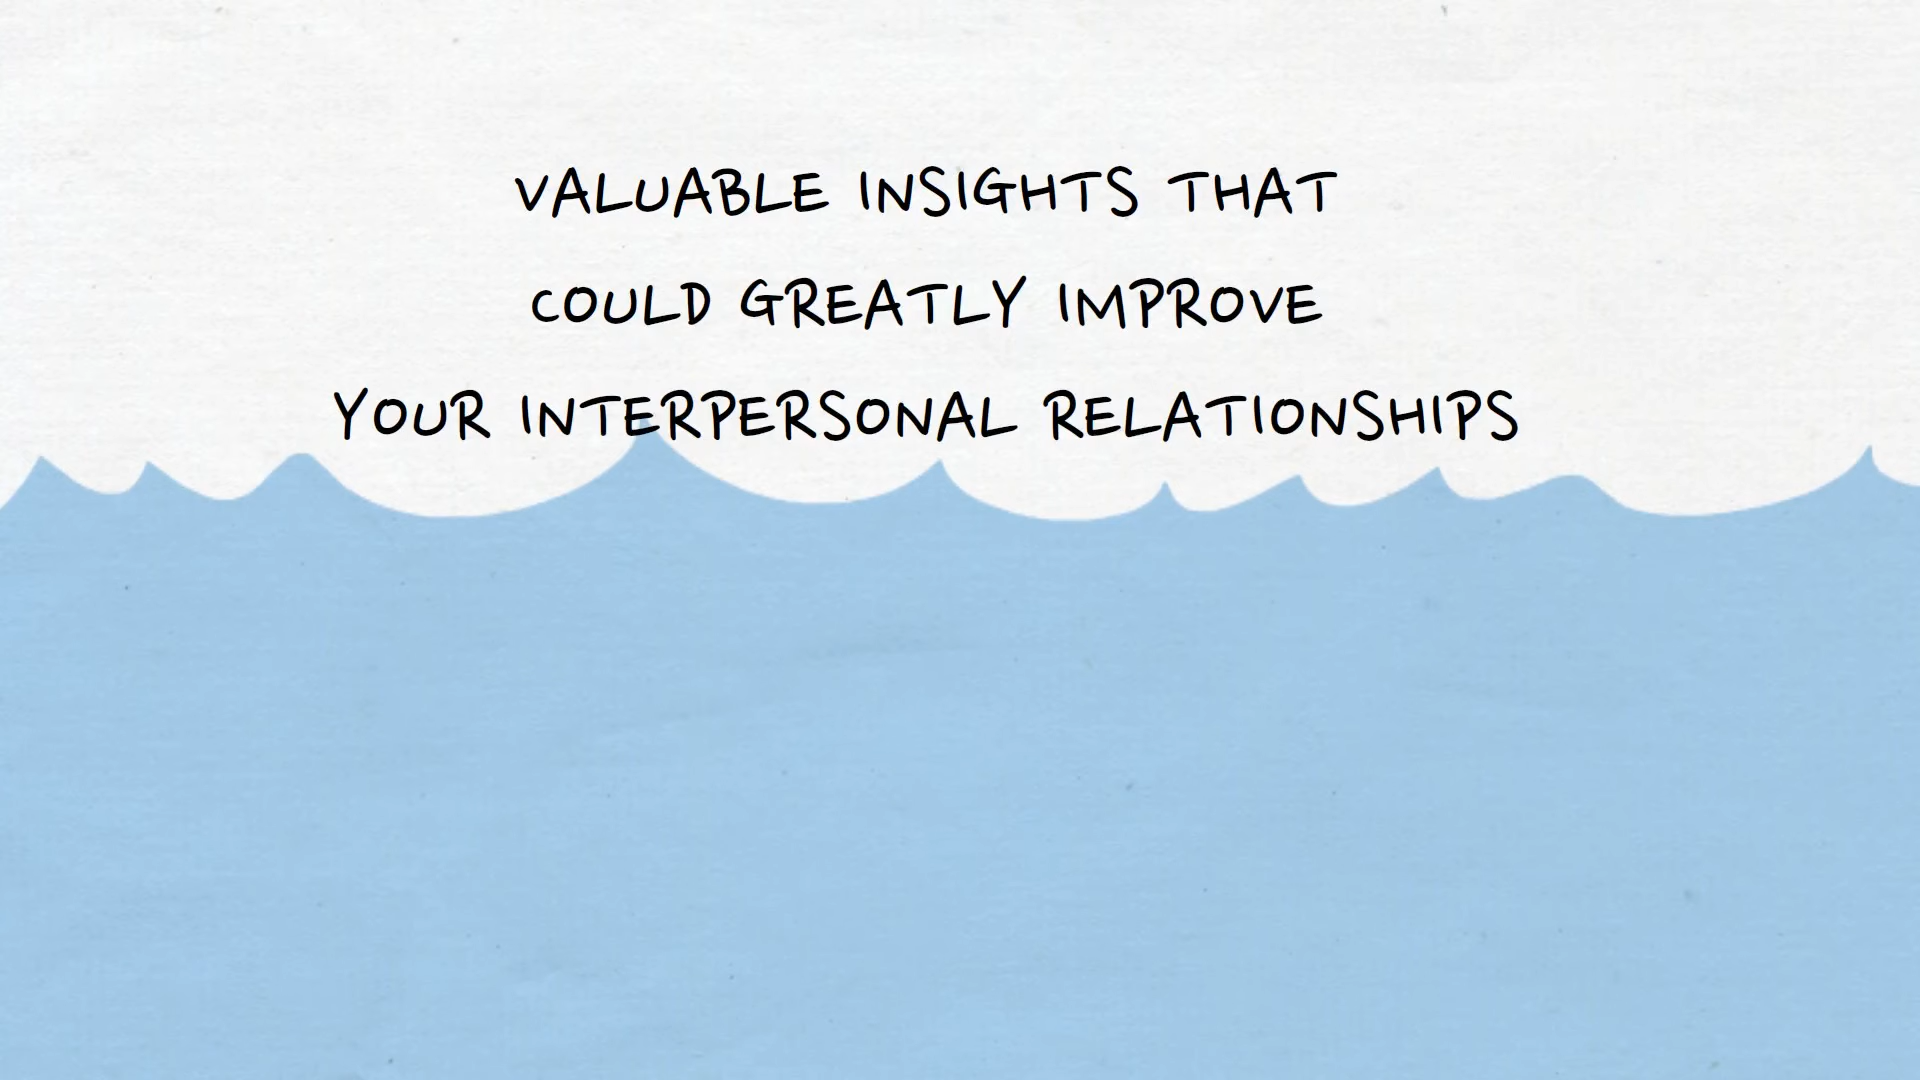 VALUABLE INSIGHTS THAT
COULD GREATLY IMPROVE
YOUR INTERPERSONAL RELATIONSHIPS